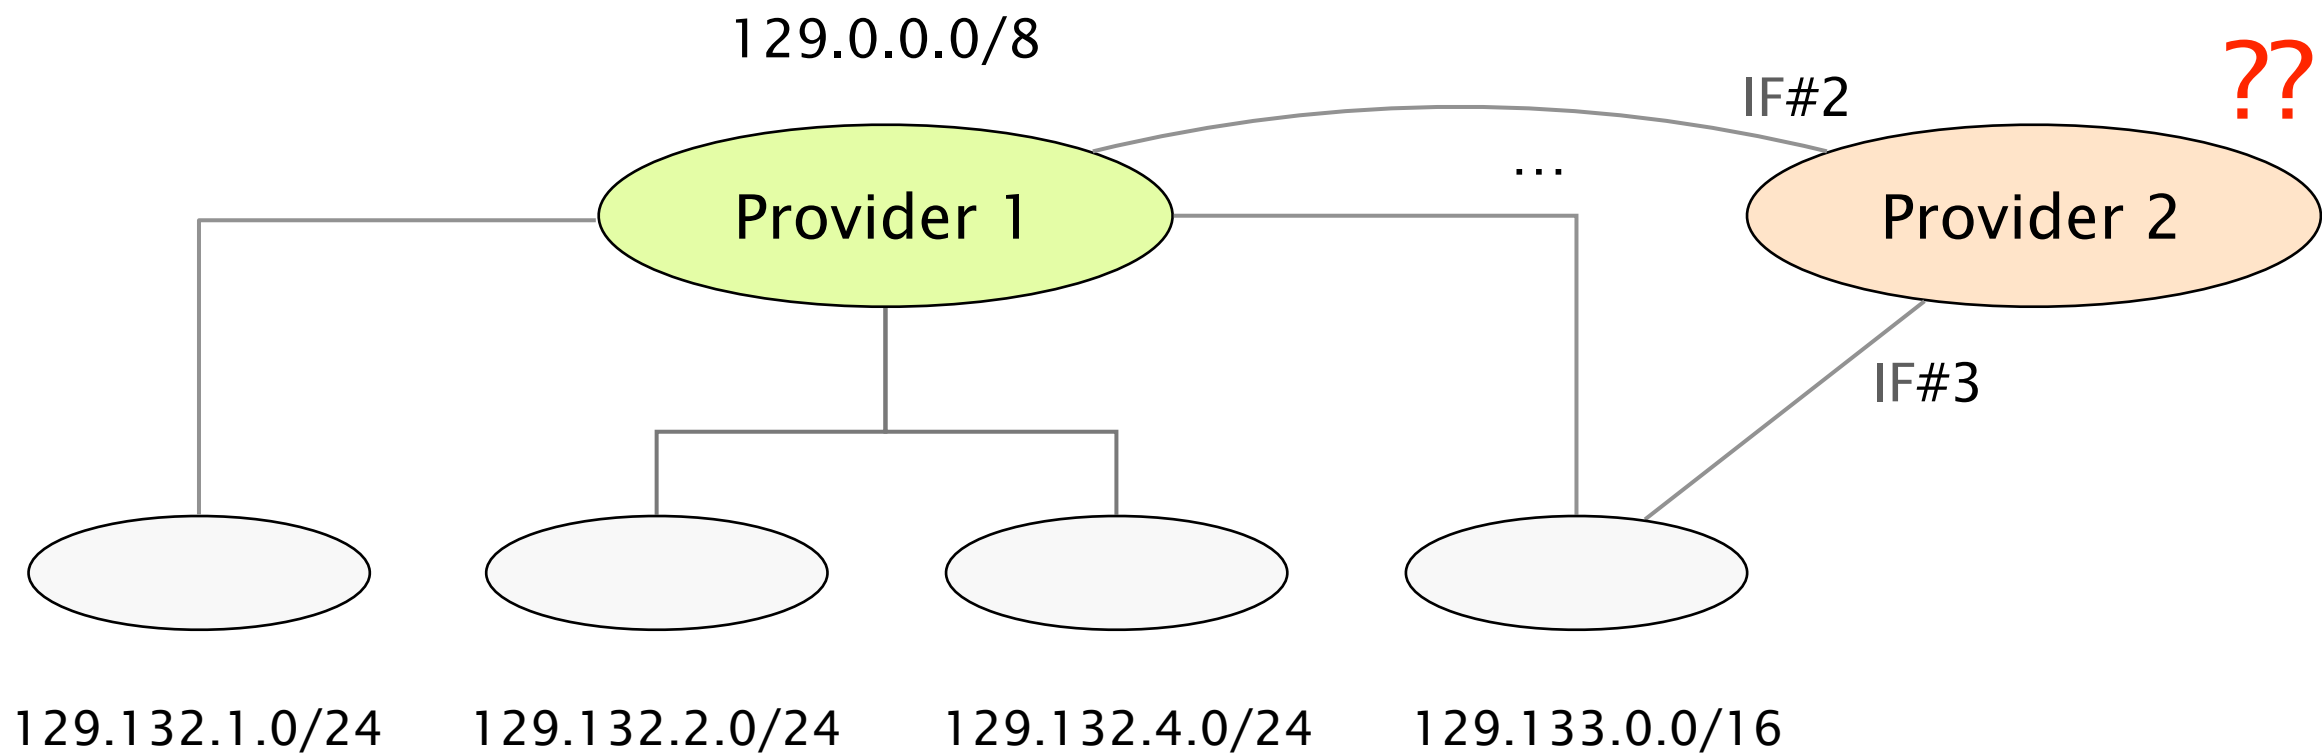 129.0.0.0/8
??
IF#2
…
Provider 1
Provider 2
IF#3
129.132.1.0/24
129.132.2.0/24
129.132.4.0/24
129.133.0.0/16